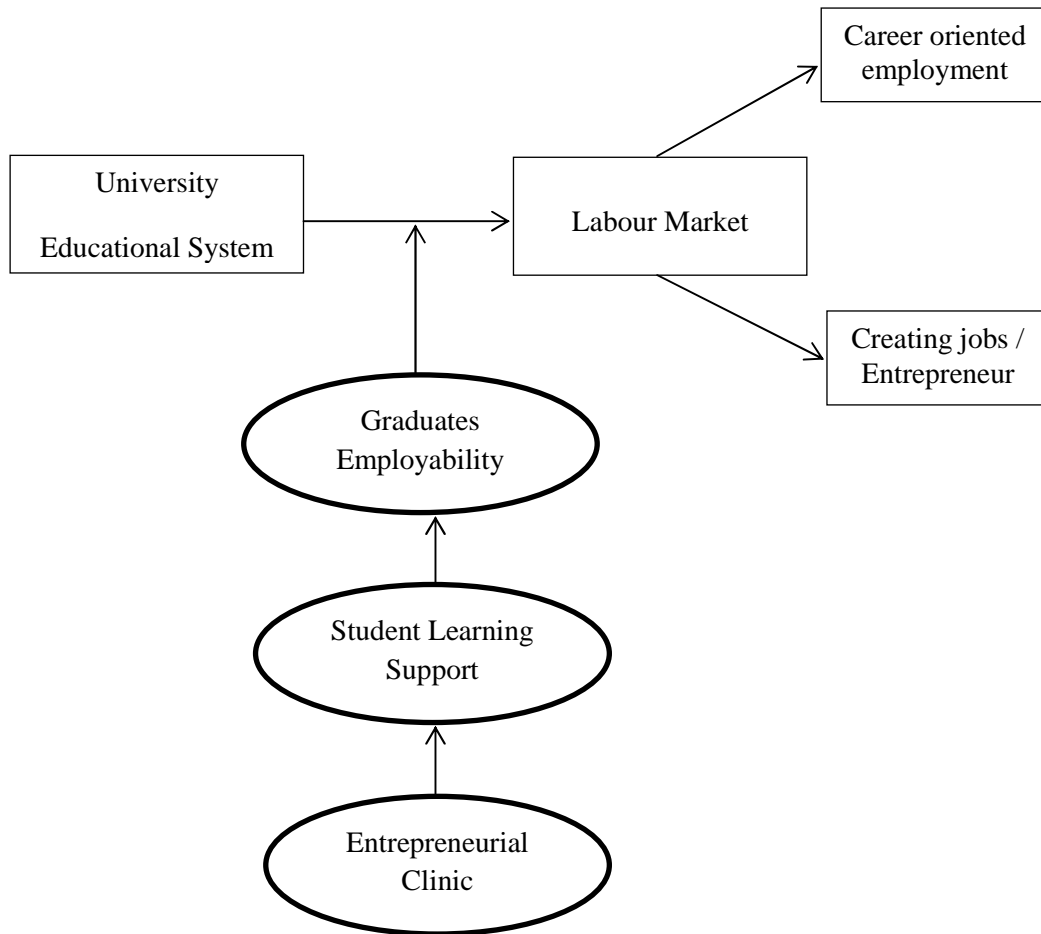 Career oriented
employment
University
Educational System
Labour Market
Creating jobs /
Entrepreneur
Graduates
Employability
Student Learning
Support
Entrepreneurial
Clinic